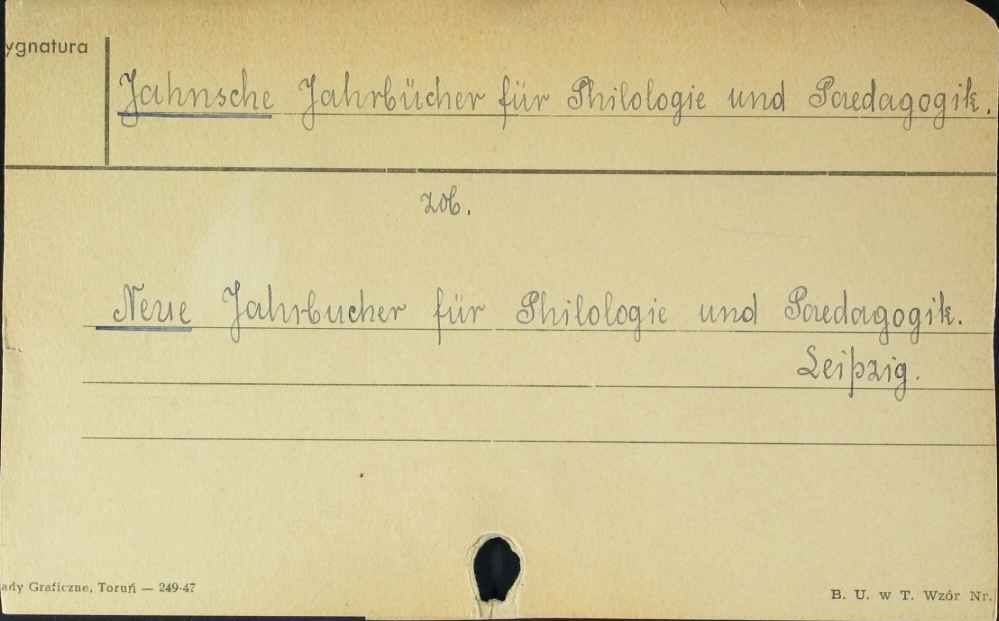 ygnatura
Jahnsche Jahrbücher für Philologie und Paedagogik.
zob.
Neue Jahrbucher für Philologie und Paedagogik.
Leipzig.
ady Graficzne, Toruń — 249-47
B. U. w T. Wzór Nr.